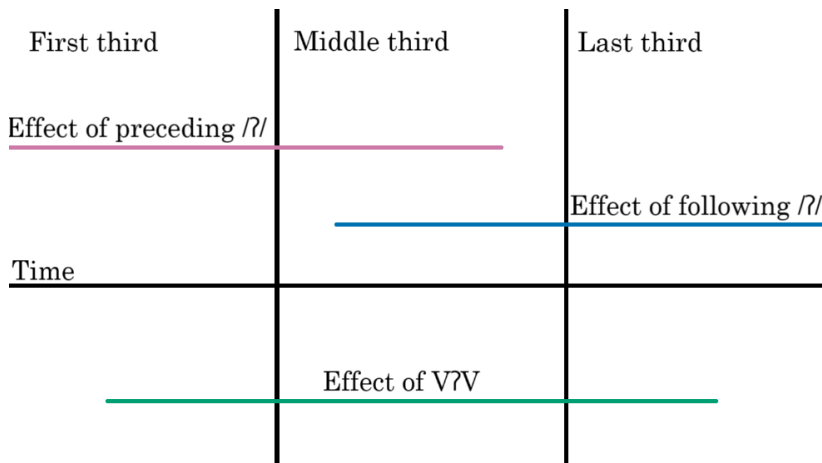 First third
Middle third
Last third
Effect of preceding /ʔ/
Effect of following /ʔ/
Time
Effect of VʔV